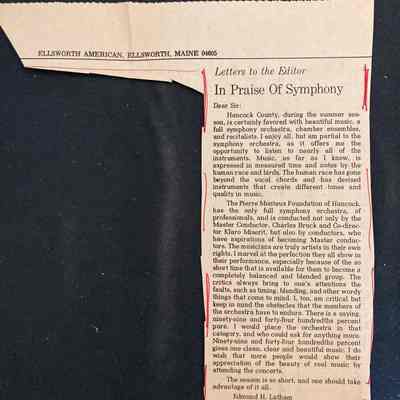 ELLSWORTH AMERICAN, ELLSWORTH, MAINE 04605
Letters to the Editor
In Praise Of Symphony
Dear Sir:
Hancock County, during the summer sea-
son, is certainly favored with beautiful music, a
full symphony orchestra, chamber ensembles,
and recitalists. I enjoy all, but am partial to the
symphony orchestra, as it offers me the
opportunity to listen to nearly all of the
instruments. Music, as far as I know, is
expressed in measured time and notes by the
human race and birds. The human race has gone
beyond the vocal chords and has devised
instruments that create different tones and
quality in music.
The Pierre Monteux Foundation of Hancock,
has the only full symphony orchestra, of
professionals, and is conducted not only by the
Master Conductor, Charles Bruck and Co-direc-
tor Klaro Miserit, but also by conductors, who
have aspirations of becoming Master conduc-
tors. The musicians are truly artists in their own
rights. I marvel at the perfection they all show in
their performance, especially because of the so
short time that is available for them to become a
completely balanced and blended group. The
critics always bring to one's attentions the
faults, such as timing, blending, and other wordy
things that come to mind. I, too, am critical but
keep in mind the obstacles that the members of
the orchestra have to endure. There is a saying,
ninety-nine and forty-four hundredths percent
pure. I would place the orchestra in that
category, and who could ask for anything more.
Ninety-nine and forty-four hundredths percent
gives one clean, clear and beautiful music. I do
wish that more people would show their
appreciation of the beauty of real music by
attending the concerts.
The season is so short, and one should take
advantage of it all.
Edmond H. Latham